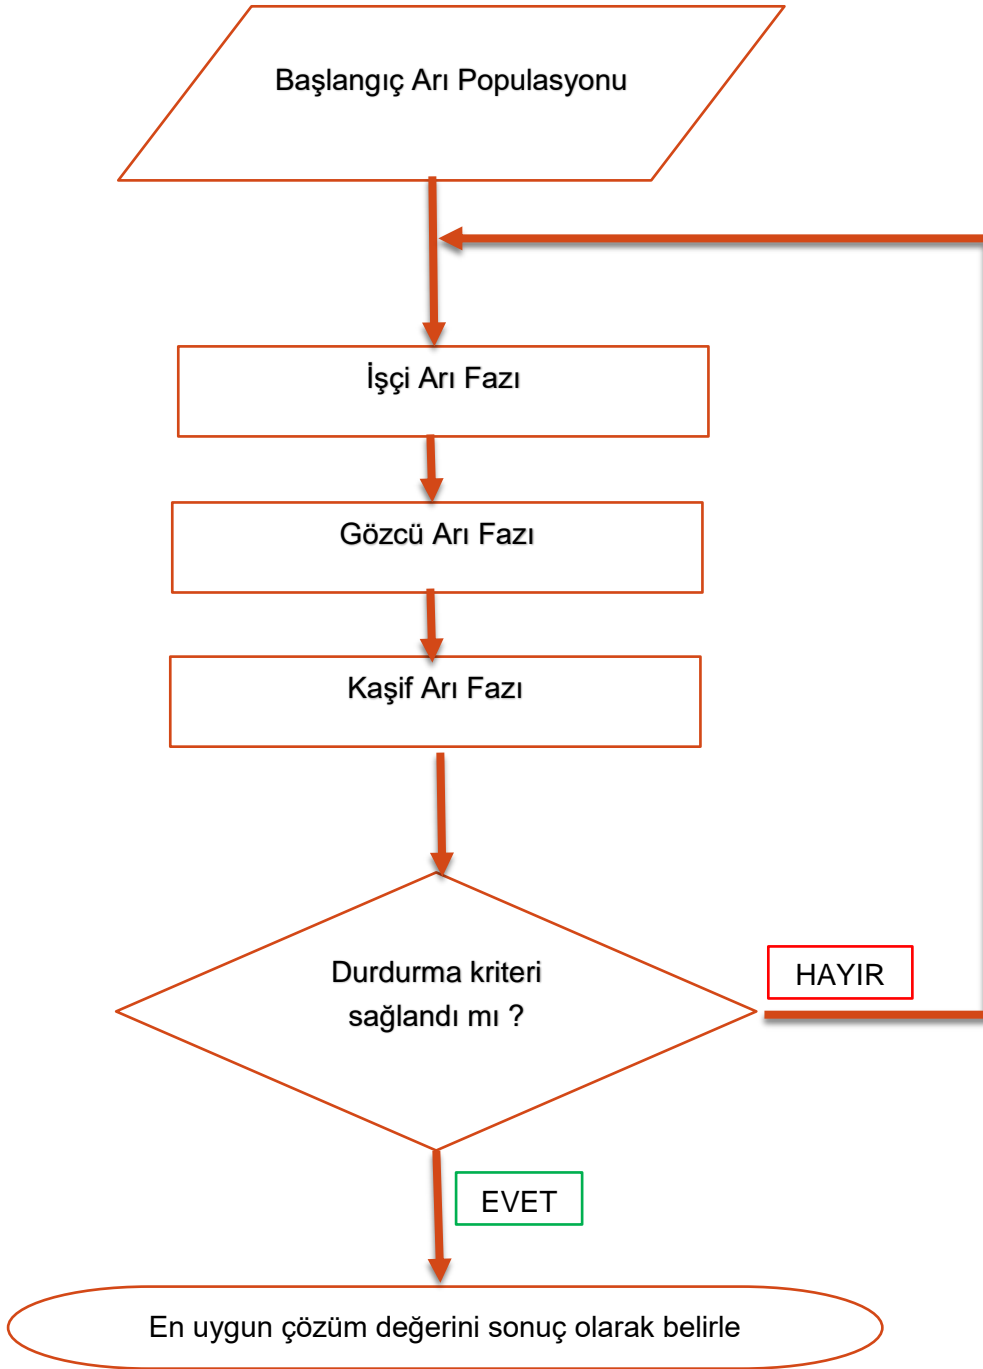 Başlangıç Arı Populasyonu
İşçi Arı Fazı
Gözcü Arı Fazı
Kaşif Arı Fazı
Durdurma kriteri
sağlandı mı ?
HAYIR
EVET
En uygun çözüm değerini sonuç olarak belirle